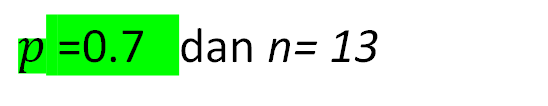 p =0.7 dan n= 13